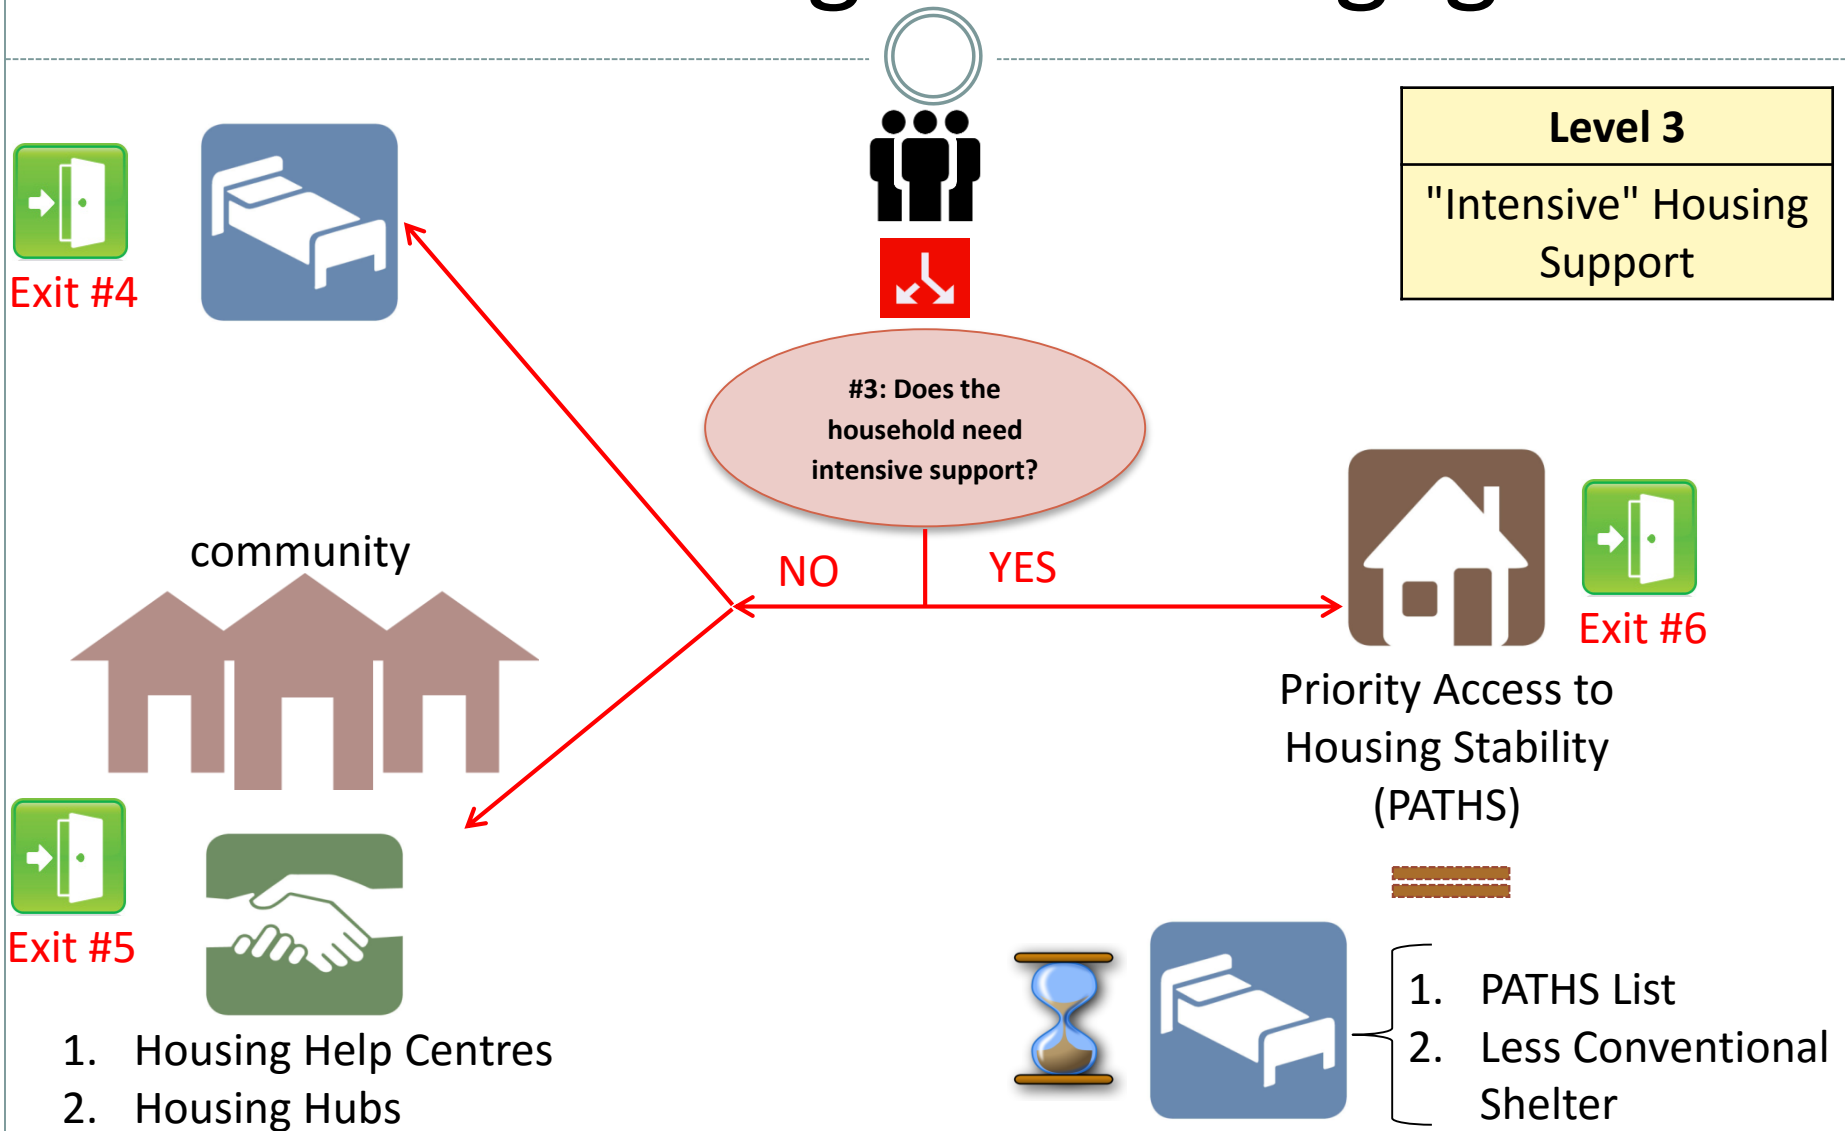 Level 3
"Intensive" Housing
Support
Exit #4
#3: Does the
household need
intensive support?
community
NO
YES
Exit #6
Priority Access to
Housing Stability
(PATHS)
Exit #5
1. Housing Help Centres
2. Housing Hubs
1. PATHS List
2. Less Conventional
Shelter